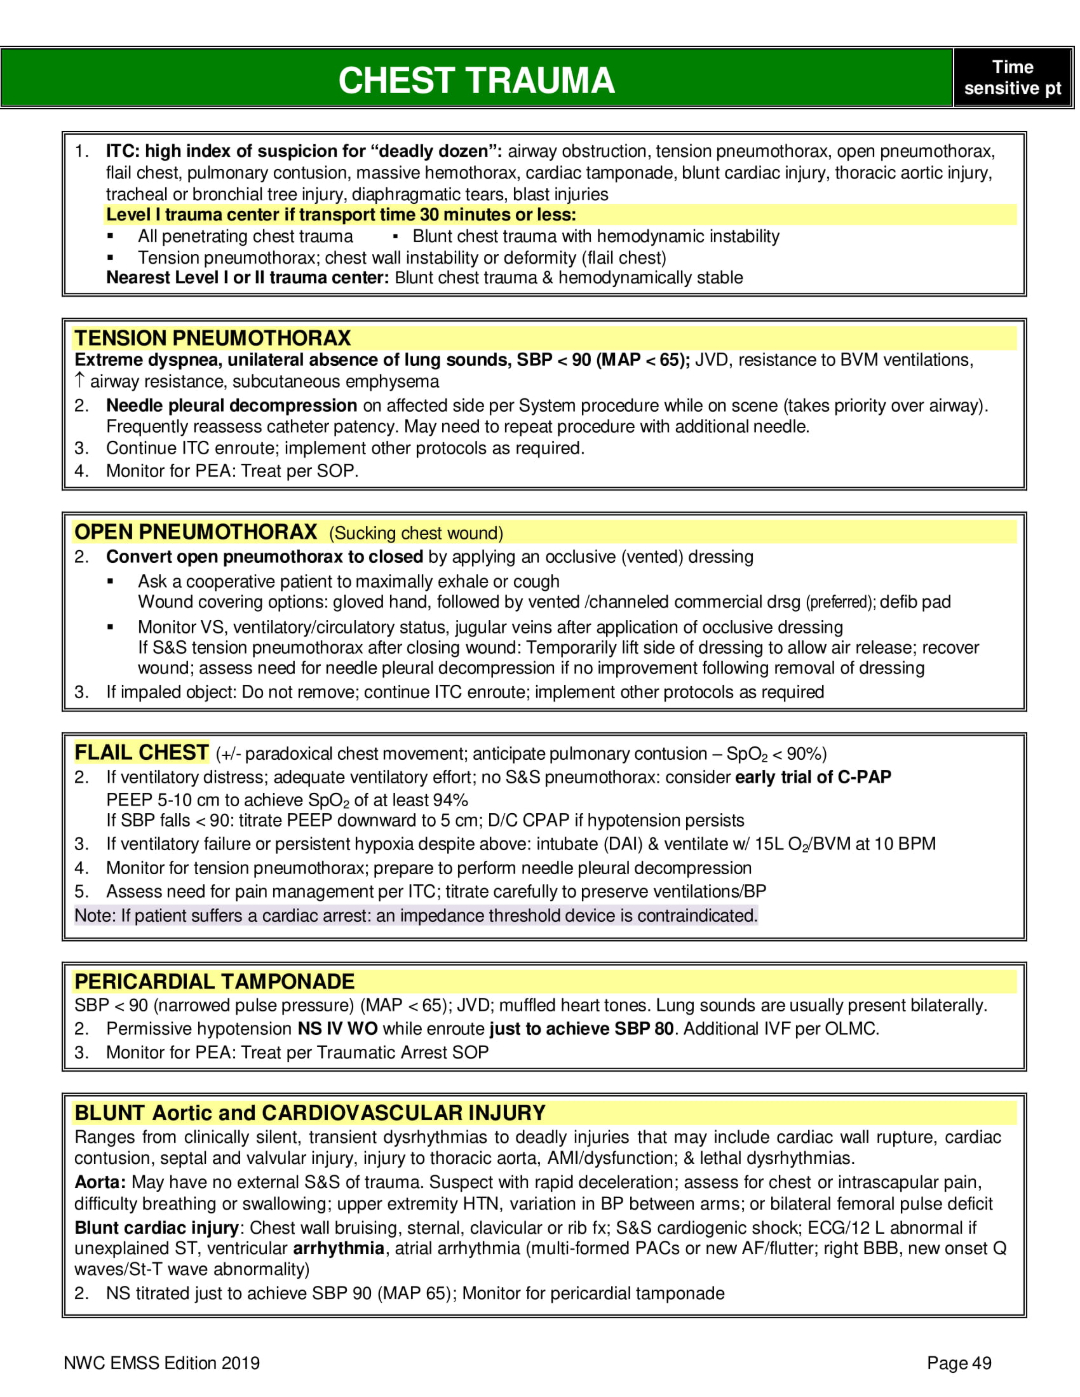 CHEST TRAUMA
Time
sensitive pt
1. ITC: high index of suspicion for “deadly dozen”: airway obstruction, tension pneumothorax, open pneumothorax,
flail chest, pulmonary contusion, massive hemothorax, cardiac tamponade, blunt cardiac injury, thoracic aortic injury,
tracheal or bronchial tree injury, diaphragmatic tears, blast injuries
Level I trauma center if transport time 30 minutes or less:
▪ All penetrating chest trauma ▪ Blunt chest trauma with hemodynamic instability
▪ Tension pneumothorax; chest wall instability or deformity (flail chest)
Nearest Level I or II trauma center: Blunt chest trauma & hemodynamically stable
TENSION PNEUMOTHORAX
Extreme dyspnea, unilateral absence of lung sounds, SBP < 90 (MAP < 65); JVD, resistance to BVM ventilations,
↑ airway resistance, subcutaneous emphysema
2. Needle pleural decompression on affected side per System procedure while on scene (takes priority over airway).
Frequently reassess catheter patency. May need to repeat procedure with additional needle.
3. Continue ITC enroute; implement other protocols as required.
4. Monitor for PEA: Treat per SOP.
OPEN PNEUMOTHORAX (Sucking chest wound)
2. Convert open pneumothorax to closed by applying an occlusive (vented) dressing
▪ Ask a cooperative patient to maximally exhale or cough
Wound covering options: gloved hand, followed by vented /channeled commercial drsg (preferred); defib pad
▪ Monitor VS, ventilatory/circulatory status, jugular veins after application of occlusive dressing
If S&S tension pneumothorax after closing wound: Temporarily lift side of dressing to allow air release; recover
wound; assess need for needle pleural decompression if no improvement following removal of dressing
3. If impaled object: Do not remove; continue ITC enroute; implement other protocols as required
FLAIL CHEST (+/- paradoxical chest movement; anticipate pulmonary contusion – SpO2 < 90%)
2. If ventilatory distress; adequate ventilatory effort; no S&S pneumothorax: consider early trial of C-PAP
PEEP 5-10 cm to achieve SpO2 of at least 94%
If SBP falls < 90: titrate PEEP downward to 5 cm; D/C CPAP if hypotension persists
3. If ventilatory failure or persistent hypoxia despite above: intubate (DAI) & ventilate w/ 15L O2/BVM at 10 BPM
4. Monitor for tension pneumothorax; prepare to perform needle pleural decompression
5. Assess need for pain management per ITC; titrate carefully to preserve ventilations/BP
Note: If patient suffers a cardiac arrest: an impedance threshold device is contraindicated.
PERICARDIAL TAMPONADE
SBP < 90 (narrowed pulse pressure) (MAP < 65); JVD; muffled heart tones. Lung sounds are usually present bilaterally.
2. Permissive hypotension NS IV WO while enroute just to achieve SBP 80. Additional IVF per OLMC.
3. Monitor for PEA: Treat per Traumatic Arrest SOP
BLUNT Aortic and CARDIOVASCULAR INJURY
Ranges from clinically silent, transient dysrhythmias to deadly injuries that may include cardiac wall rupture, cardiac
contusion, septal and valvular injury, injury to thoracic aorta, AMI/dysfunction; & lethal dysrhythmias.
Aorta: May have no external S&S of trauma. Suspect with rapid deceleration; assess for chest or intrascapular pain,
difficulty breathing or swallowing; upper extremity HTN, variation in BP between arms; or bilateral femoral pulse deficit
Blunt cardiac injury: Chest wall bruising, sternal, clavicular or rib fx; S&S cardiogenic shock; ECG/12 L abnormal if
unexplained ST, ventricular arrhythmia, atrial arrhythmia (multi-formed PACs or new AF/flutter; right BBB, new onset Q
waves/St-T wave abnormality)
2. NS titrated just to achieve SBP 90 (MAP 65); Monitor for pericardial tamponade
NWC EMSS Edition 2019
Page 49